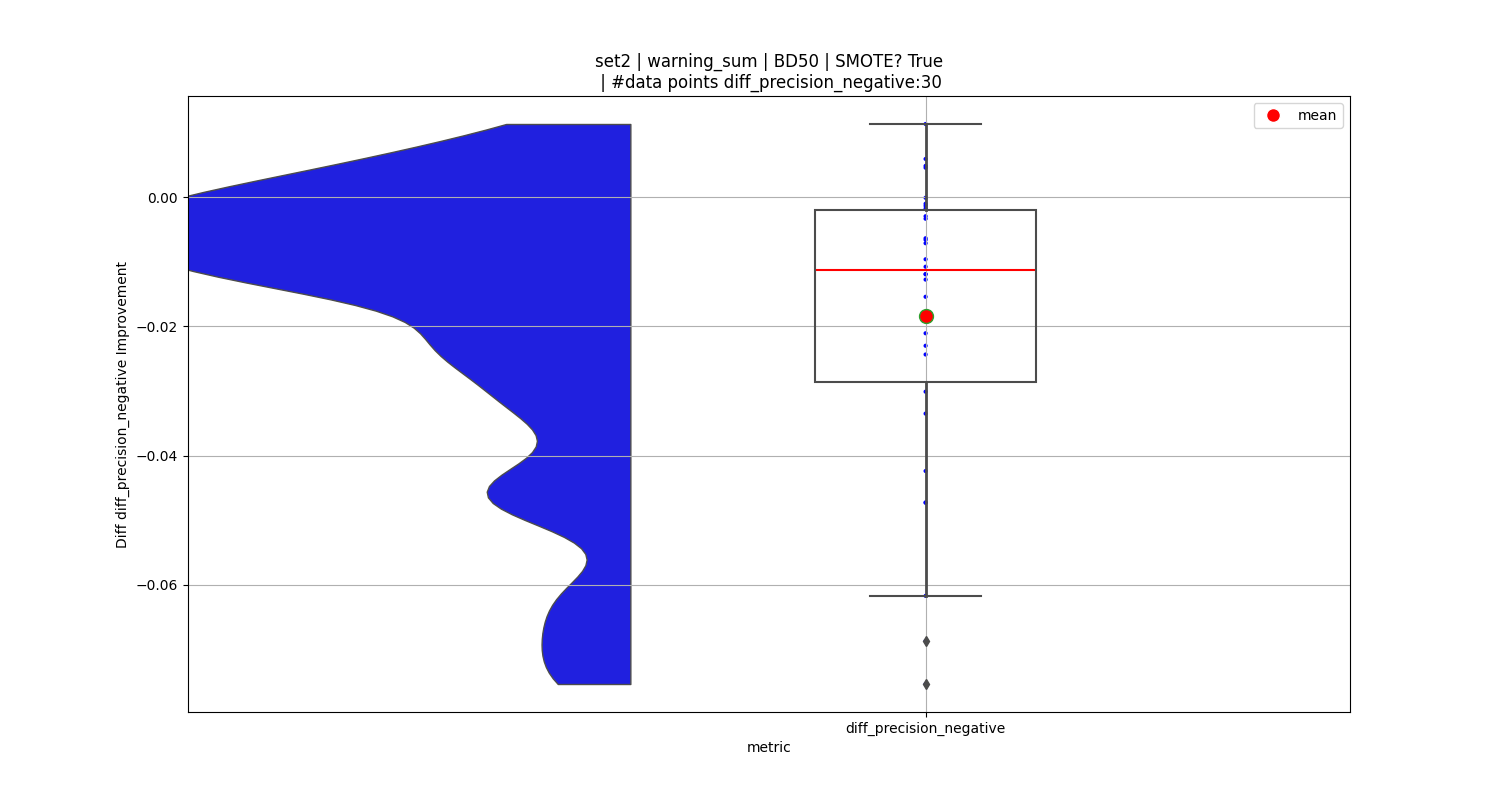 set2 | warning_sum | BD50 | SMOTE? True
| #data points diff_precision_negative:30
mean
0.00
−0.02
−0.04
−0.06
Diff diff_precision_negative Improvement
diff_precision_negative
metric